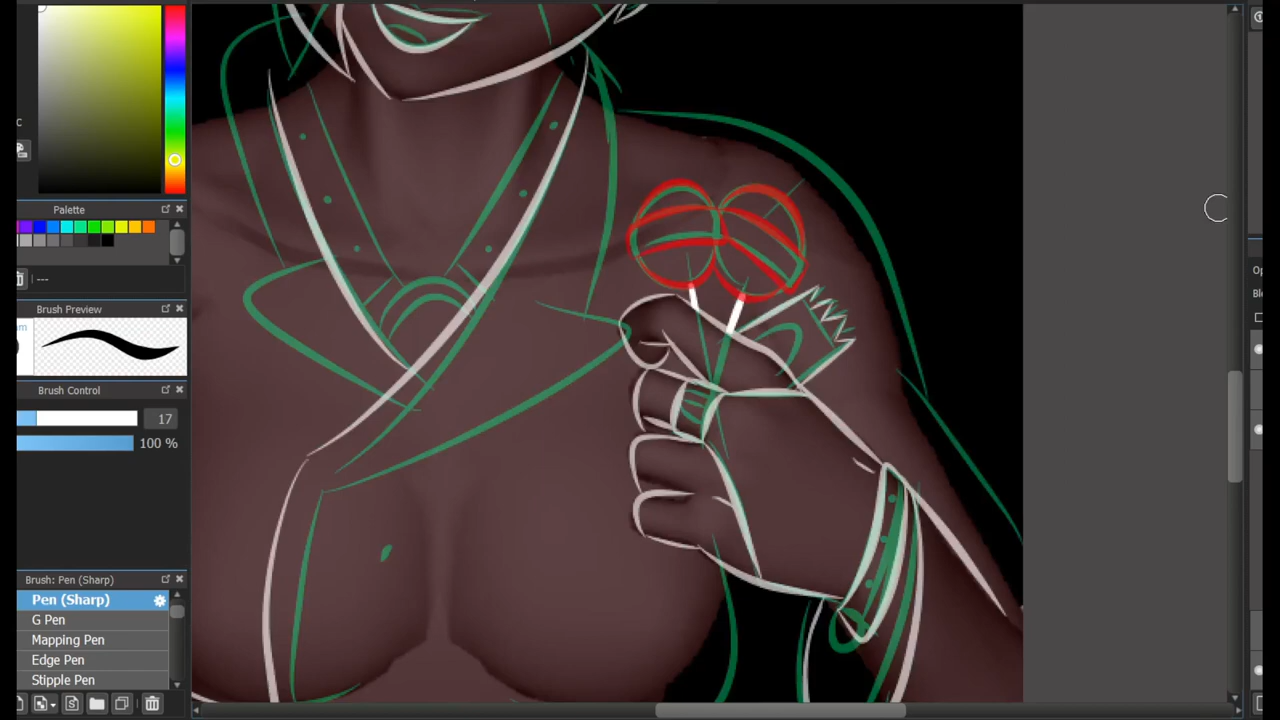 Palette
---
Brush Preview
Brush Control
17
100 %
Brush: Pen (Sharp)
Pen (Sharp)
G Pen
Mapping Pen
Edge Pen
Stipple Pen